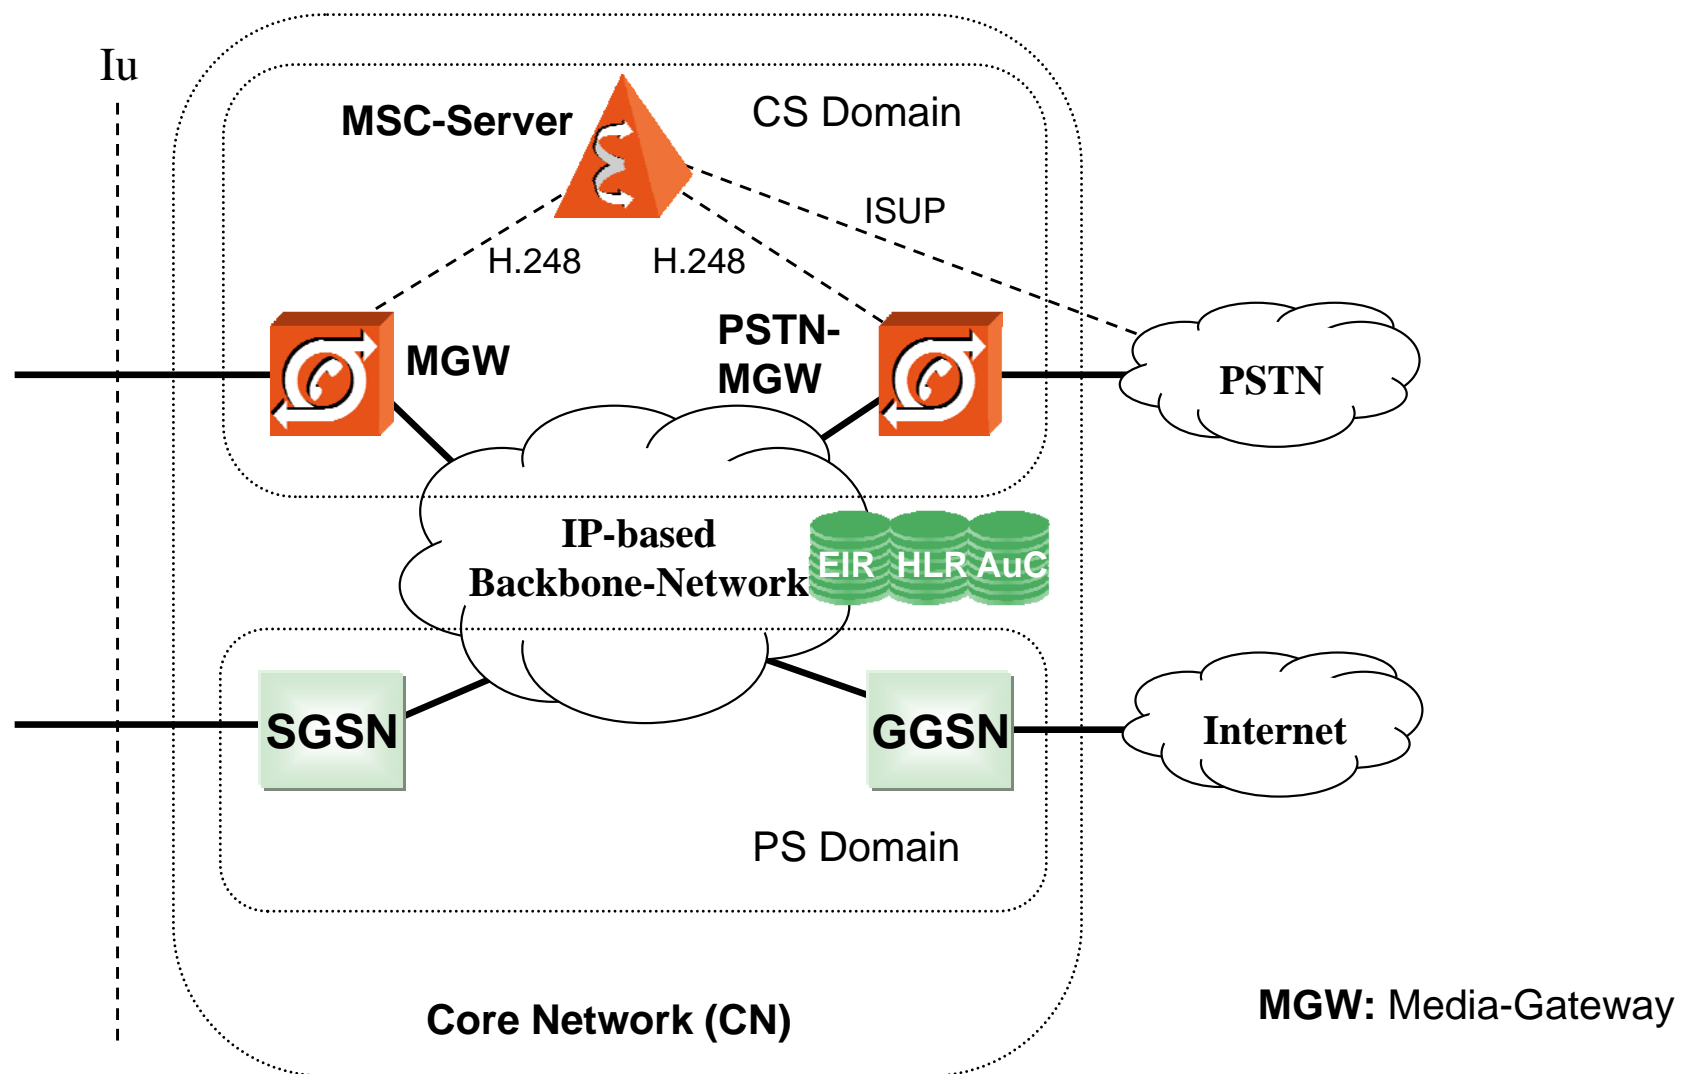 Iu
MSC-Server
CS Domain
ISUP
H.248
H.248
MGW
PSTN-
MGW
PSTN
IP-based
Backbone-Network
EIR
HLR
AuC
SGSN
GGSN
Internet
PS Domain
Core Network (CN)
MGW: Media-Gateway